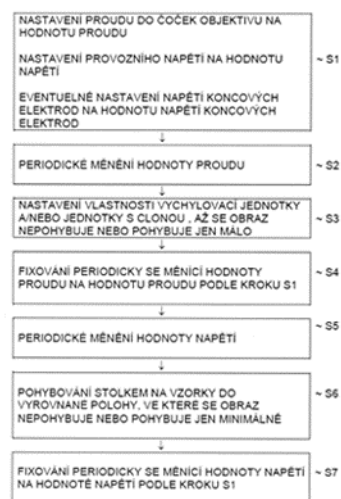 NASTAVENÍ PROUDU DO ČOČEK OBJEKTIVU NA
HODNOTU PROUDU
NASTAVENÍ PROVOZNÍHO NAPĚTÍ NA HODNOTU
NAPĚTÍ
EVENTUELNĚ NASTAVENÍ NAPĚTÍ KONCOVÝCH
ELEKTROD NA HODNOTU NAPĚTÍ KONCOVÝCH
ELEKTROD
~ S1
PERIODICKÉ MĚNĚNÍ HODNOTY PROUDU
~ S2
NASTAVENÍ VLASTNOSTI VYCHYLOVACÍ JEDNOTKY
A/NEBO JEDNOTKY S CLONOU , AŽ SE OBRAZ
NEPOHYBUJE NEBO POHYBUJE JEN MÁLO
~ S3
FIXOVÁNÍ PERIODICKY SE MĚNÍCÍ HODNOTY
PROUDU NA HODNOTU PROUDU PODLE KROKU S1
~ S4
PERIODICKÉ MĚNĚNÍ HODNOTY NAPĚTÍ
~ S5
POHYBOVÁNÍ STOLKEM NA VZORKY DO
VYROVNANÉ POLOHY, VE KTERÉ SE OBRAZ
NEPOHYBUJE NEBO POHYBUJE JEN MINIMÁLNĚ
~ S6
FIXOVÁNÍ PERIODICKY SE MĚNÍCÍ HODNOTY NAPĚTÍ
NA HODNOTĚ NAPĚTÍ PODLE KROKU S1
~ S7